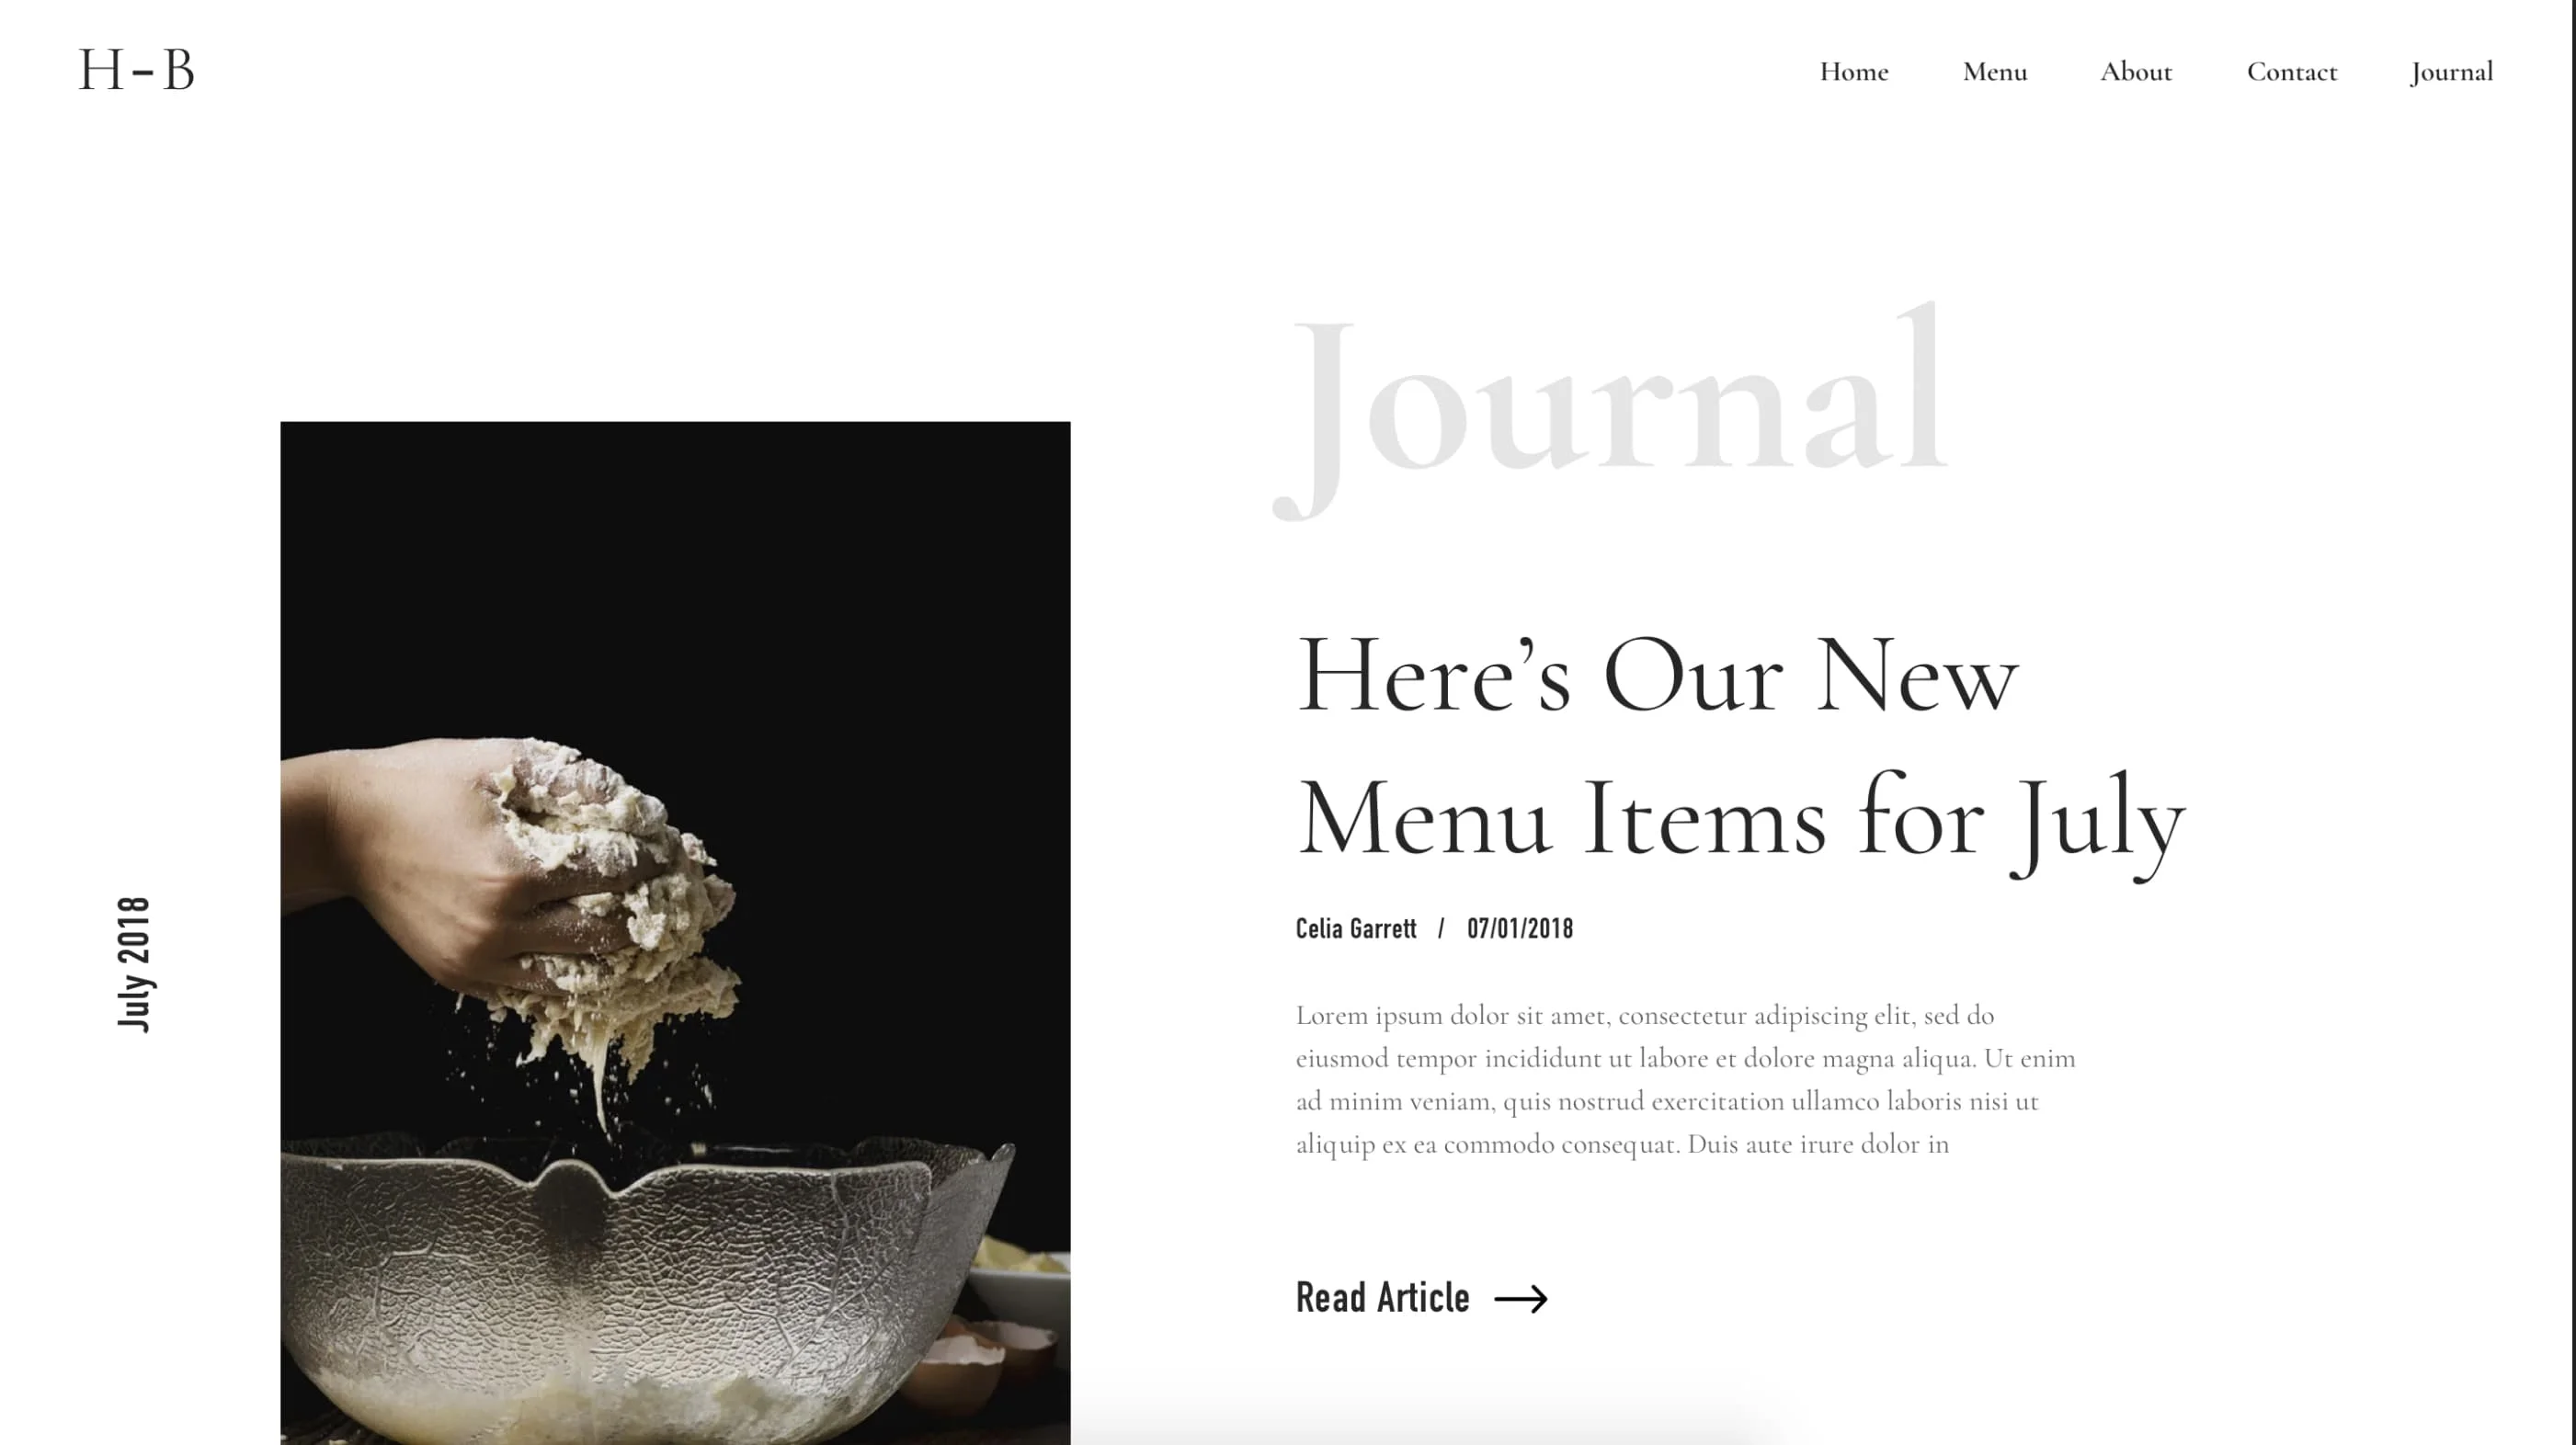 H-B
Home Menu About Contact Journal
Journal
Here’s Our New
Menu Items for July
Celia Garrett / 07/01/2018
Lorem ipsum dolor sit amet, consectetur adipiscing elit, sed do
eiusmod tempor incididunt ut labore et dolore magna aliqua. Ut enim
ad minim veniam, quis nostrud exercitation ullamco laboris nisi ut
aliquip ex ea commodo consequat. Duis aute irure dolor in
Read Article
July 2018